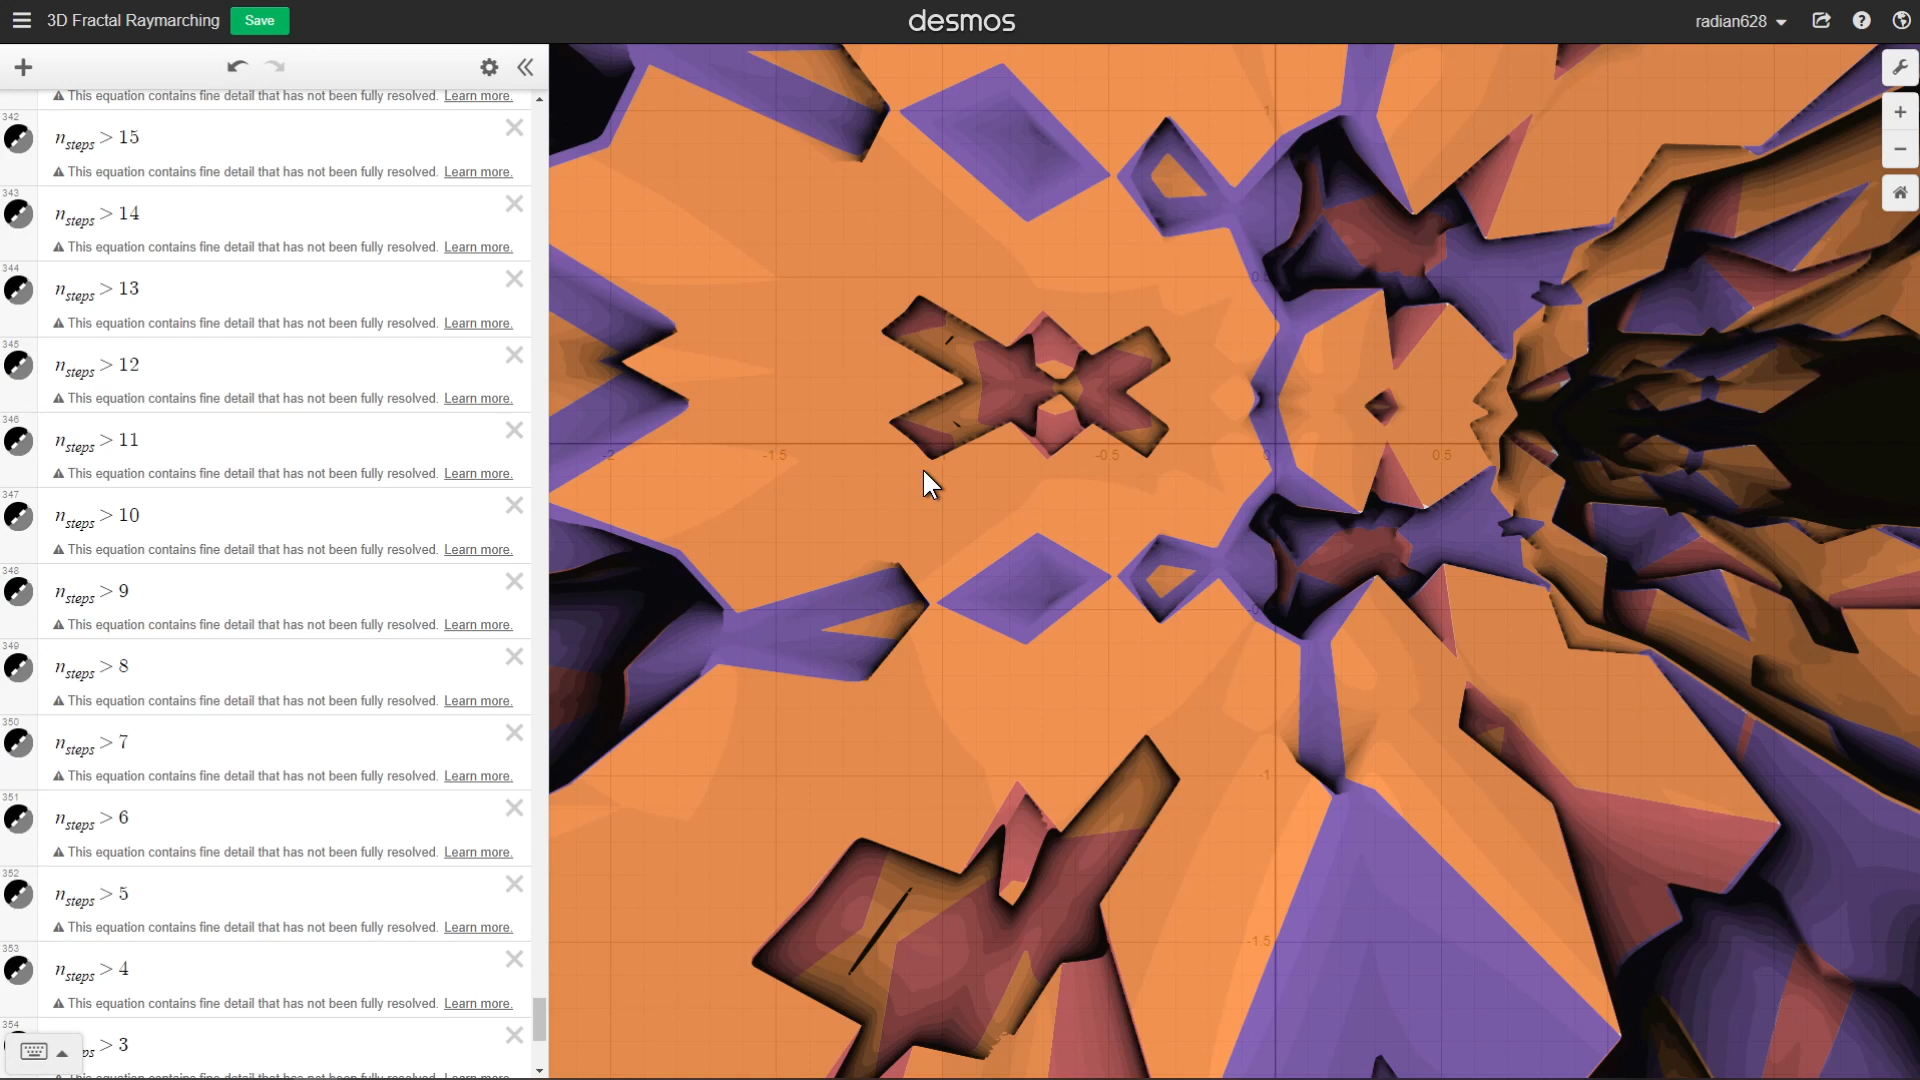 3D Fractal Raymarching Save desmos radian628
This equation contains fine detail that has not been fully resolved. Learn more.
342
n_steps > 15
This equation contains fine detail that has not been fully resolved. Learn more.
343
n_steps > 14
This equation contains fine detail that has not been fully resolved. Learn more.
344
n_steps > 13
This equation contains fine detail that has not been fully resolved. Learn more.
345
n_steps > 12
This equation contains fine detail that has not been fully resolved. Learn more.
346
n_steps > 11
This equation contains fine detail that has not been fully resolved. Learn more.
347
n_steps > 10
This equation contains fine detail that has not been fully resolved. Learn more.
348
n_steps > 9
This equation contains fine detail that has not been fully resolved. Learn more.
349
n_steps > 8
This equation contains fine detail that has not been fully resolved. Learn more.
350
n_steps > 7
This equation contains fine detail that has not been fully resolved. Learn more.
351
n_steps > 6
This equation contains fine detail that has not been fully resolved. Learn more.
352
n_steps > 5
This equation contains fine detail that has not been fully resolved. Learn more.
353
n_steps > 4
This equation contains fine detail that has not been fully resolved. Learn more.
354
ps > 3
1
-2 -1.5 -0.5 0 0.5
-1
-1.5